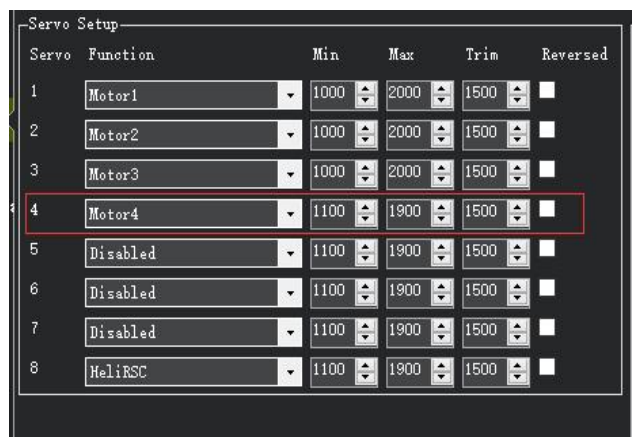 Servo Setup
Servo Function Min Max Trim Reversed
1 Motor1 1000 2000 1500
2 Motor2 1000 2000 1500
3 Motor3 1000 2000 1500
4 Motor4 1100 1900 1500
5 Disabled 1100 1900 1500
6 Disabled 1100 1900 1500
7 Disabled 1100 1900 1500
8 HeliRSC 1100 1900 1500